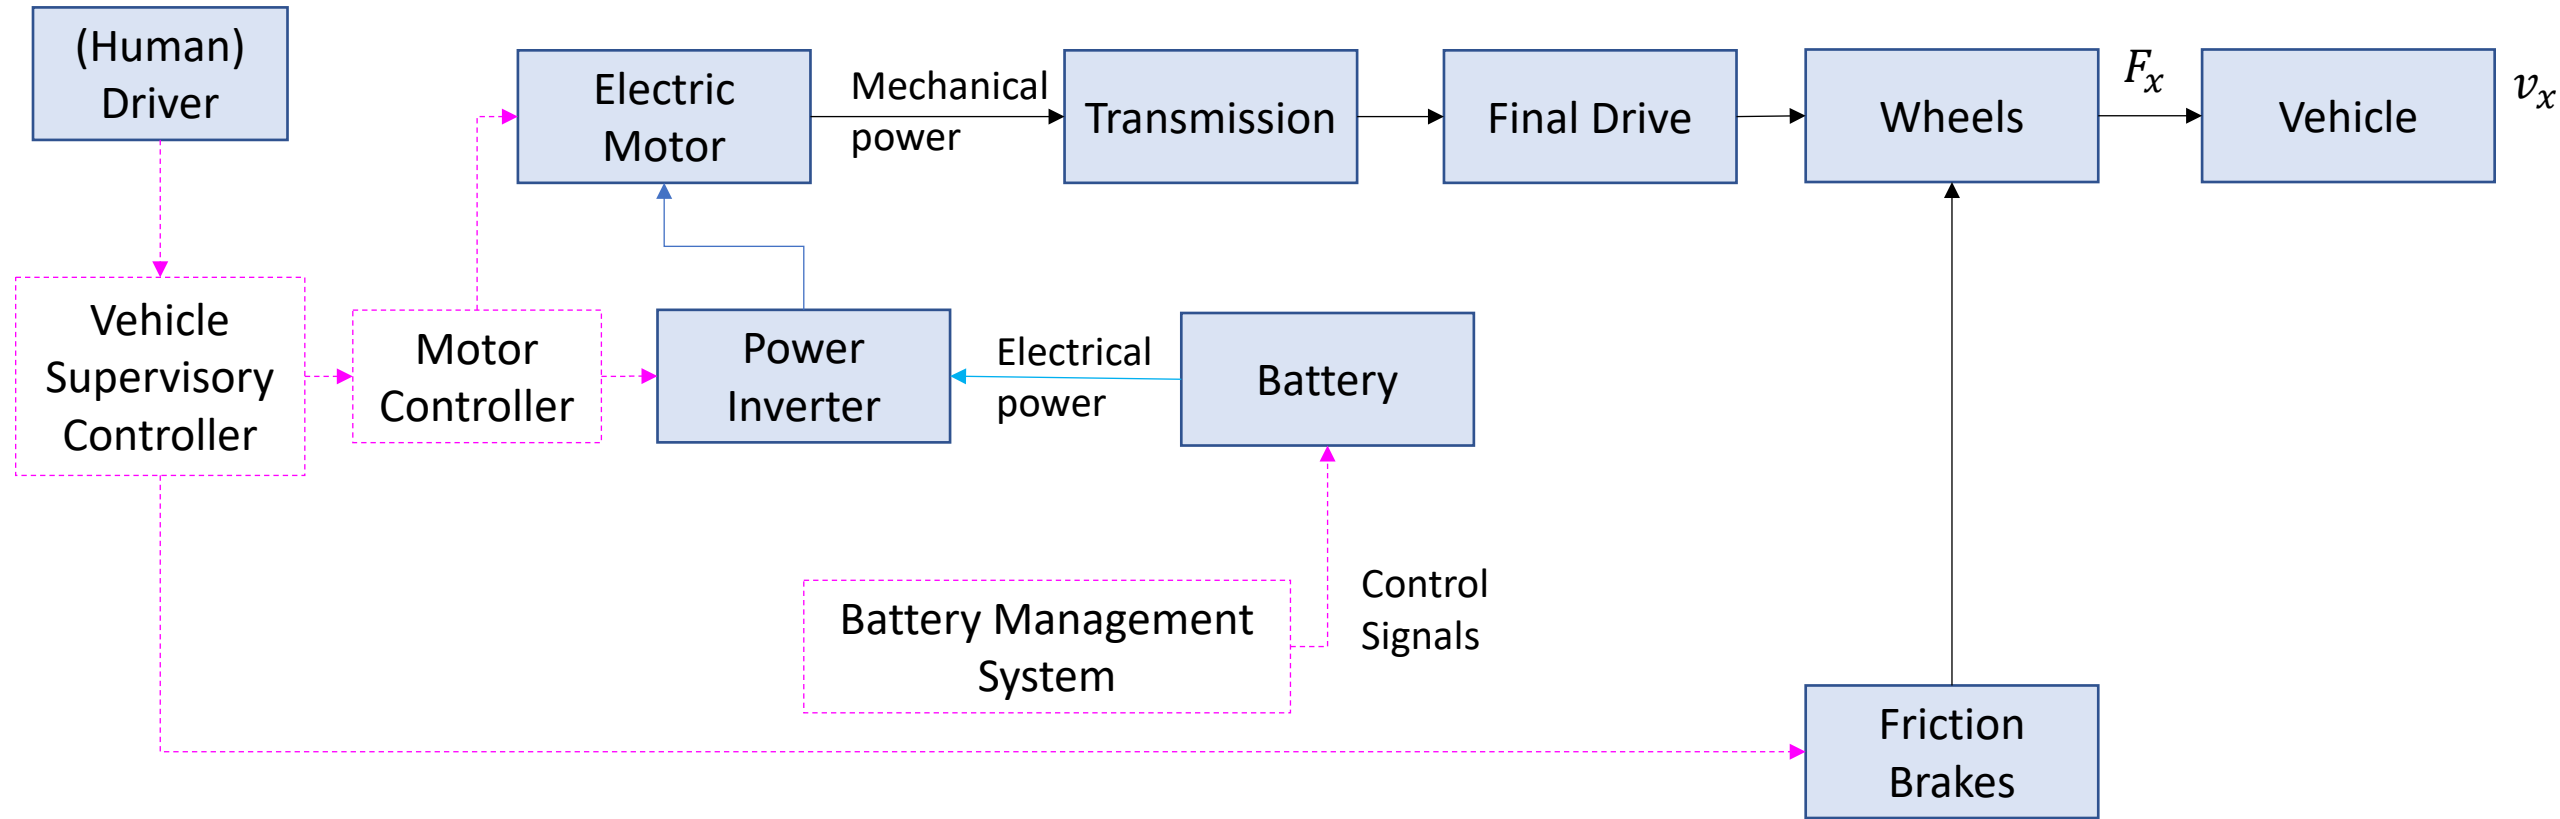 (Human)
Driver
Electric
Motor
Mechanical
power
Transmission
Final Drive
Wheels
Fₓ
Vehicle
vₓ
Vehicle
Supervisory
Controller
Motor
Controller
Power
Inverter
Electrical
power
Battery
Battery Management
System
Control
Signals
Friction
Brakes